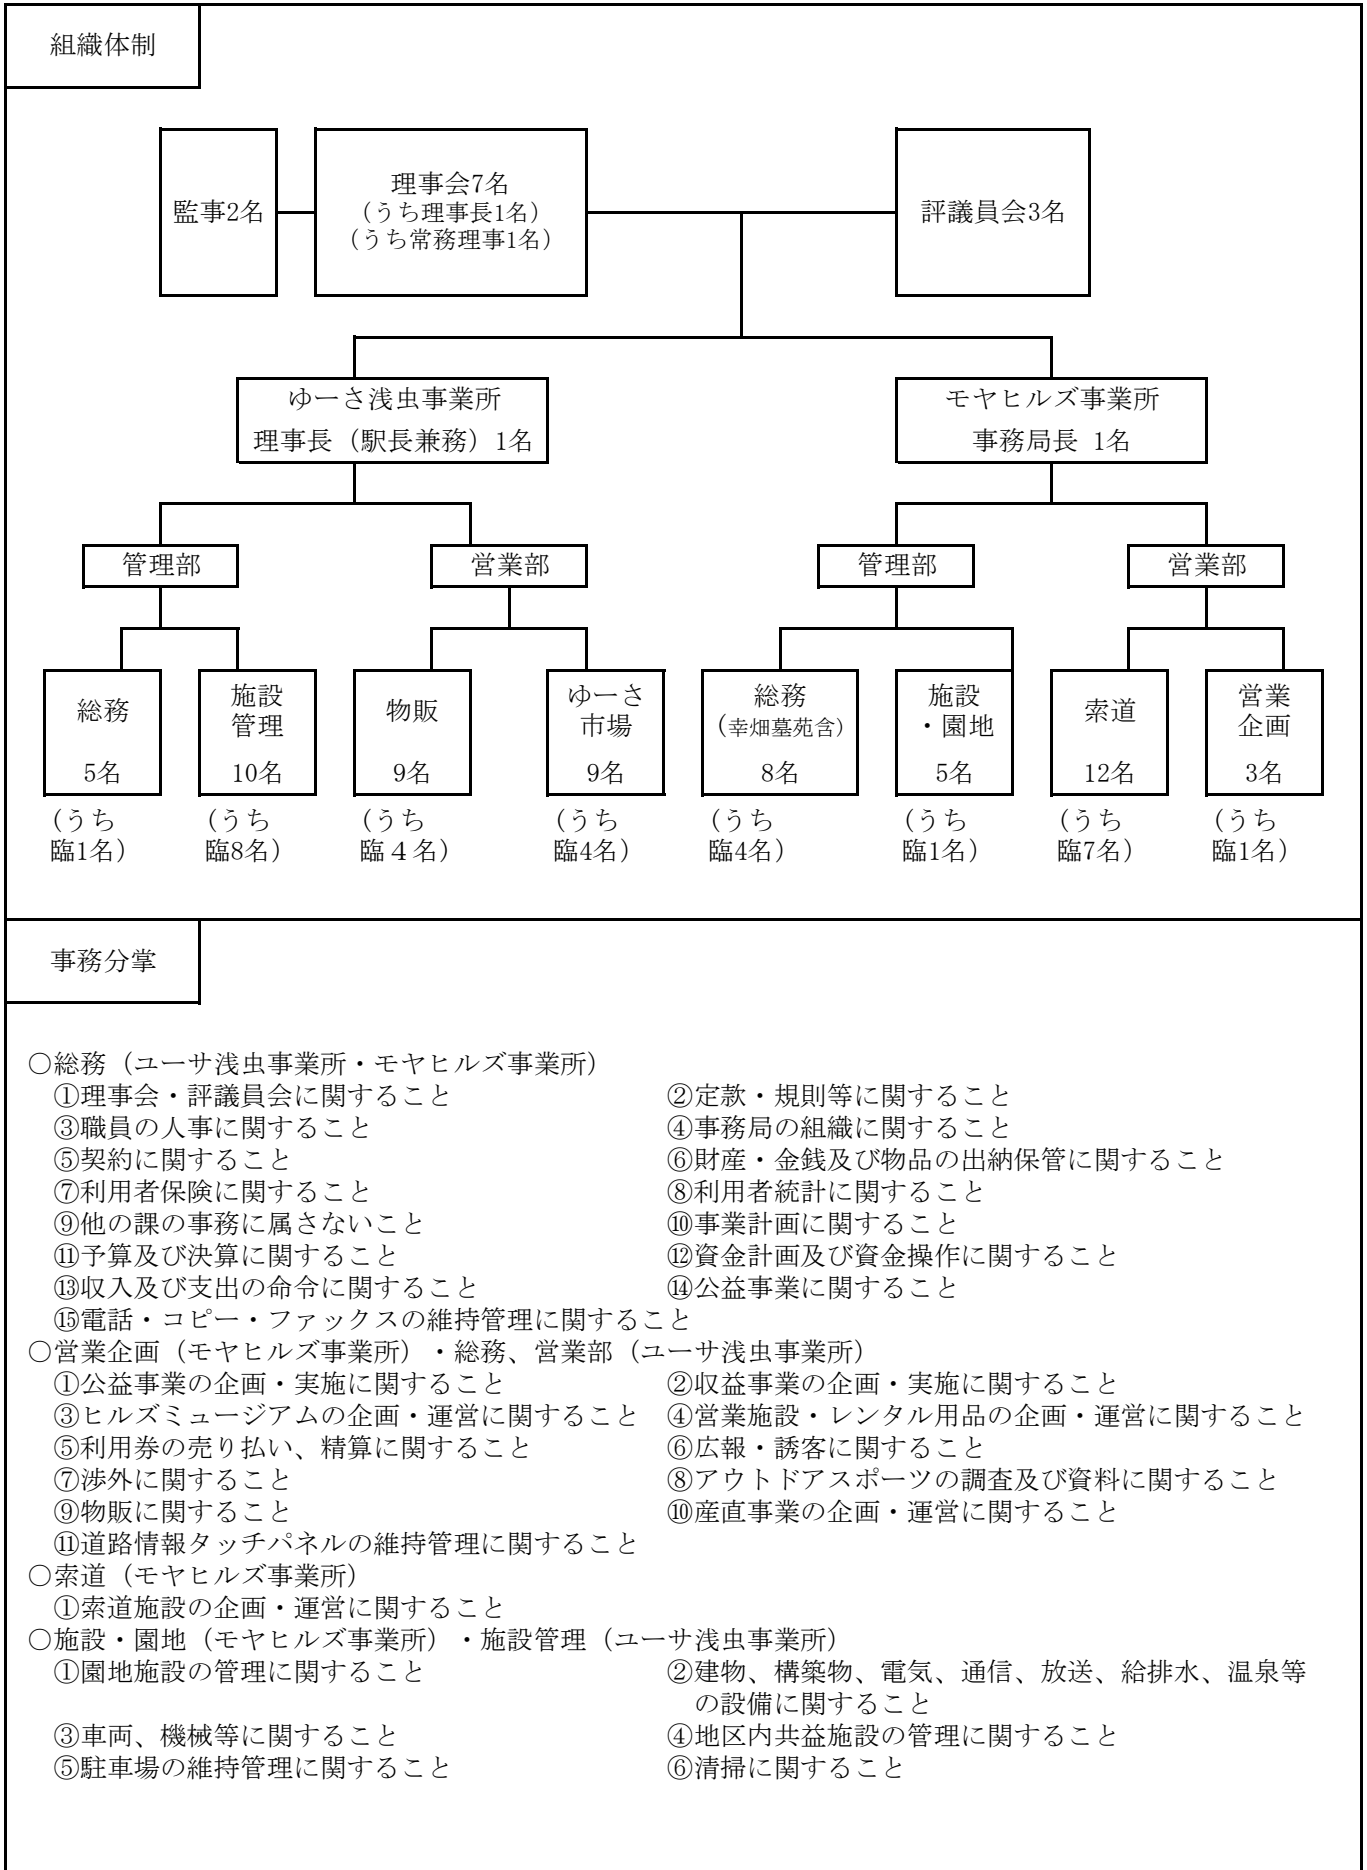 組織体制
監事2名
理事会7名
（うち理事長1名）
（うち常務理事1名）
評議員会3名
ゆーさ浅虫事業所
理事長（駅長兼務）1名
モヤヒルズ事業所
事務局長 1名
管理部
営業部
管理部
営業部
総務
5名
施設
管理
10名
物販
9名
ゆーさ
市場
9名
総務
（幸畑墓苑含）
8名
施設
・園地
5名
索道
12名
営業
企画
3名
（うち
臨1名）
（うち
臨8名）
（うち
臨４名）
（うち
臨4名）
（うち
臨4名）
（うち
臨1名）
（うち
臨7名）
（うち
臨1名）
事務分掌
○総務（ユーサ浅虫事業所・モヤヒルズ事業所）
①理事会・評議員会に関すること ②定款・規則等に関すること
③職員の人事に関すること ④事務局の組織に関すること
⑤契約に関すること ⑥財産・金銭及び物品の出納保管に関すること
⑦利用者保険に関すること ⑧利用者統計に関すること
⑨他の課の事務に属さないこと ⑩事業計画に関すること
⑪予算及び決算に関すること ⑫資金計画及び資金操作に関すること
⑬収入及び支出の命令に関すること ⑭公益事業に関すること
⑮電話・コピー・ファックスの維持管理に関すること
○営業企画（モヤヒルズ事業所）・総務、営業部（ユーサ浅虫事業所）
①公益事業の企画・実施に関すること ②収益事業の企画・実施に関すること
③ヒルズミュージアムの企画・運営に関すること ④営業施設・レンタル用品の企画・運営に関すること
⑤利用券の売り払い、精算に関すること ⑥広報・誘客に関すること
⑦渉外に関すること ⑧アウトドアスポーツの調査及び資料に関すること
⑨物販に関すること ⑩産直事業の企画・運営に関すること
⑪道路情報タッチパネルの維持管理に関すること
○索道（モヤヒルズ事業所）
①索道施設の企画・運営に関すること
○施設・園地（モヤヒルズ事業所）・施設管理（ユーサ浅虫事業所）
①園地施設の管理に関すること ②建物、構築物、電気、通信、放送、給排水、温泉等
の設備に関すること
③車両、機械等に関すること ④地区内共益施設の管理に関すること
⑤駐車場の維持管理に関すること ⑥清掃に関すること